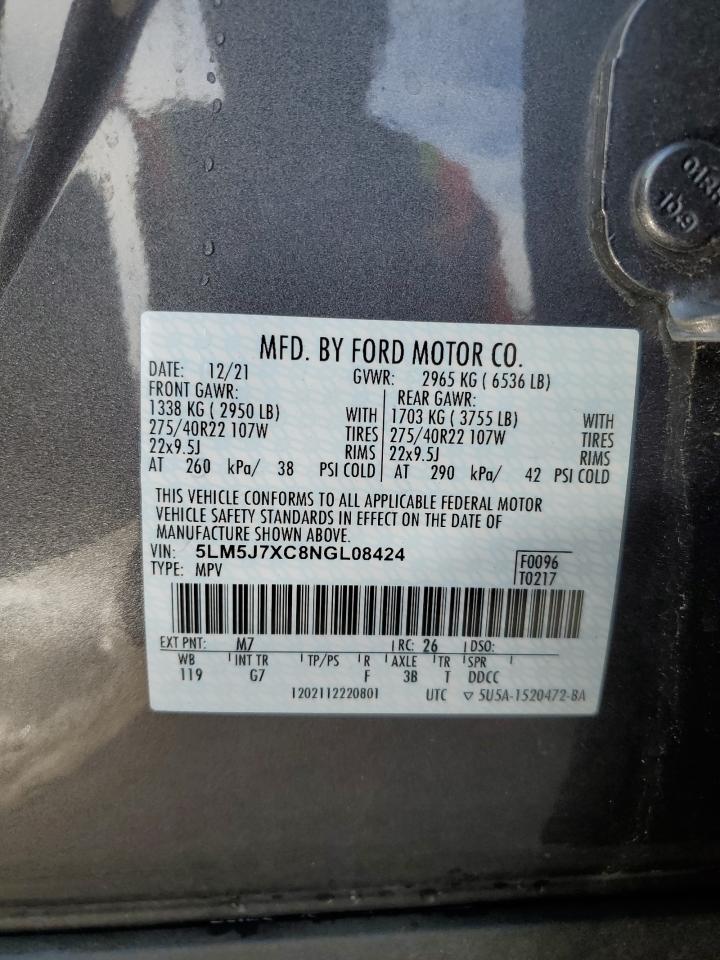 MFD. BY FORD MOTOR CO.
DATE: 12/21 GVWR: 2965 KG ( 6536 LB)
FRONT GAWR: REAR GAWR:
1338 KG ( 2950 LB) WITH 1703 KG ( 3755 LB) WITH
275/40R22 107W TIRES 275/40R22 107W TIRES
22x9.5J RIMS 22x9.5J RIMS
AT 260 kPa/ 38 PSI COLD AT 290 kPa/ 42 PSI COLD
THIS VEHICLE CONFORMS TO ALL APPLICABLE FEDERAL MOTOR
VEHICLE SAFETY STANDARDS IN EFFECT ON THE DATE OF
MANUFACTURE SHOWN ABOVE.
VIN: 5LM5J7XC8NGL08424 F0096
TYPE: MPV T0217
EXT PNT: M7 RC: 26 DSO:
WB INT TR TP/PS R AXLE TR SPR
119 G7 F 3B T DDCC
1202112220801 UTC ▽ 5U5A-1520472-BA